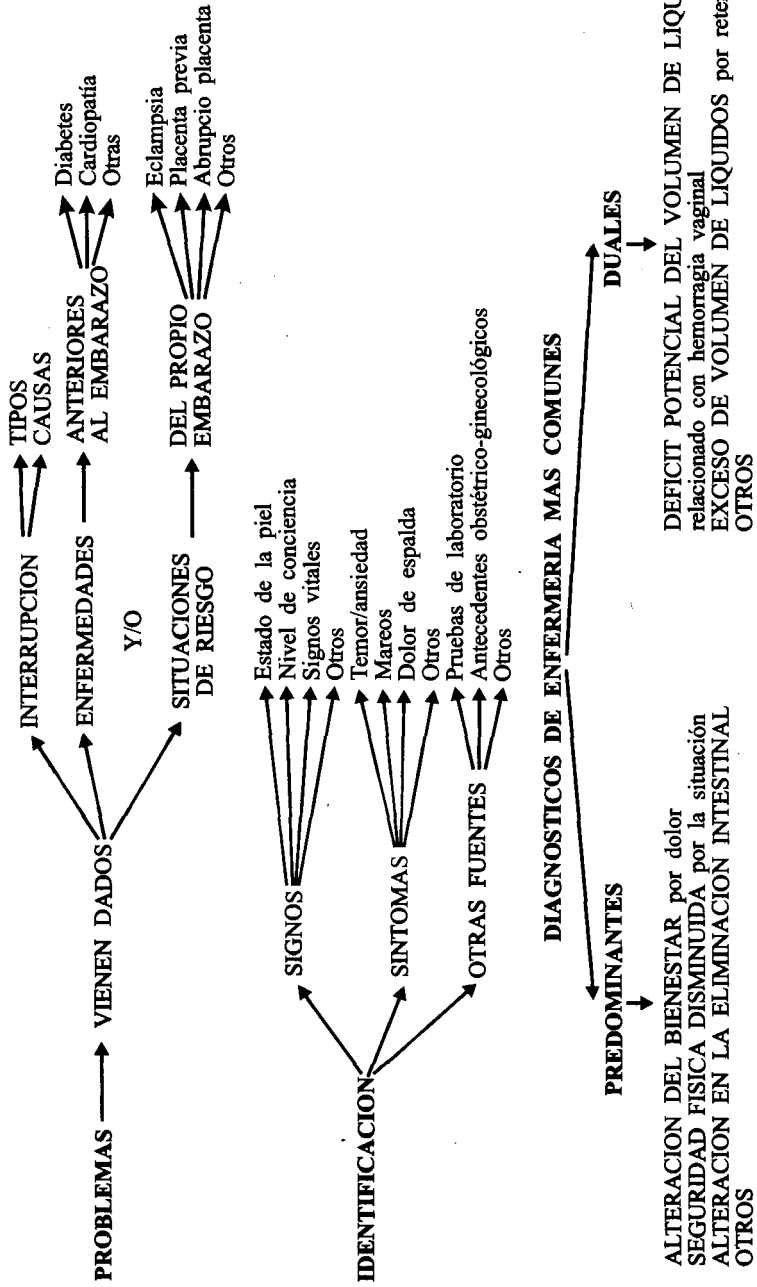 PROBLEMAS
VIENEN DADOS
INTERRUPCION
TIPOS
CAUSAS
ENFERMEDADES
ANTERIORES
AL EMBARAZO
Diabetes
Cardiopatía
Otras
Y/O
SITUACIONES
DE RIESGO
DEL PROPIO
EMBARAZO
Eclampsia
Placenta previa
Abrupcio placenta
Otros
IDENTIFICACION
SIGNOS
Estado de la piel
Nivel de conciencia
Signos vitales
Otros
SINTOMAS
Temor/ansiedad
Mareos
Dolor de espalda
Otros
OTRAS FUENTES
Pruebas de laboratorio
Antecedentes obstétrico-ginecológicos
Otros
DIAGNOSTICOS DE ENFERMERIA MAS COMUNES
PREDOMINANTES
ALTERACION DEL BIENESTAR por dolor
SEGURIDAD FISICA DISMINUIDA por la situación
ALTERACION EN LA ELIMINACION INTESTINAL
OTROS
DUALES
DEFICIT POTENCIAL DEL VOLUMEN DE
relacionado con hemorragia vaginal
EXCESO DE VOLUMEN DE LIQUIDOS por
OTROS